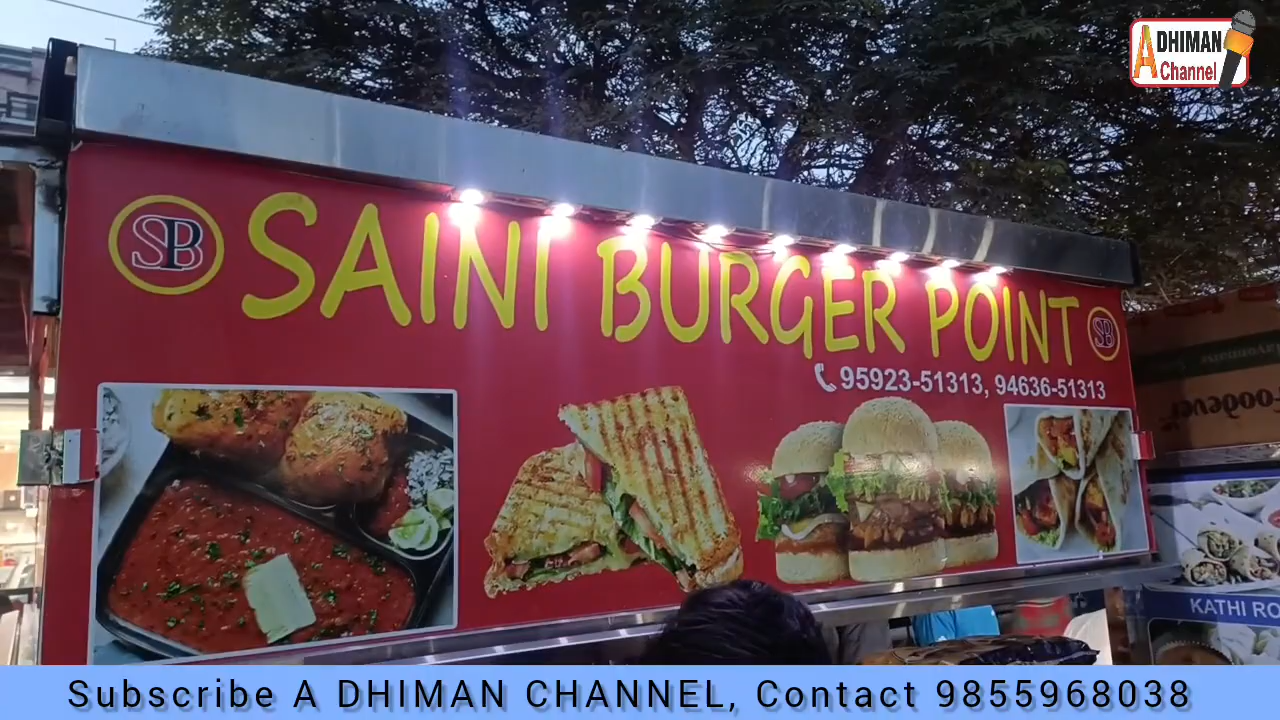 A DHIMAN
Channel
SB
SAINI BURGER POINT
SB
95923-51313, 94636-51313
KATHI RO
Subscribe A DHIMAN CHANNEL, Contact 9855968038